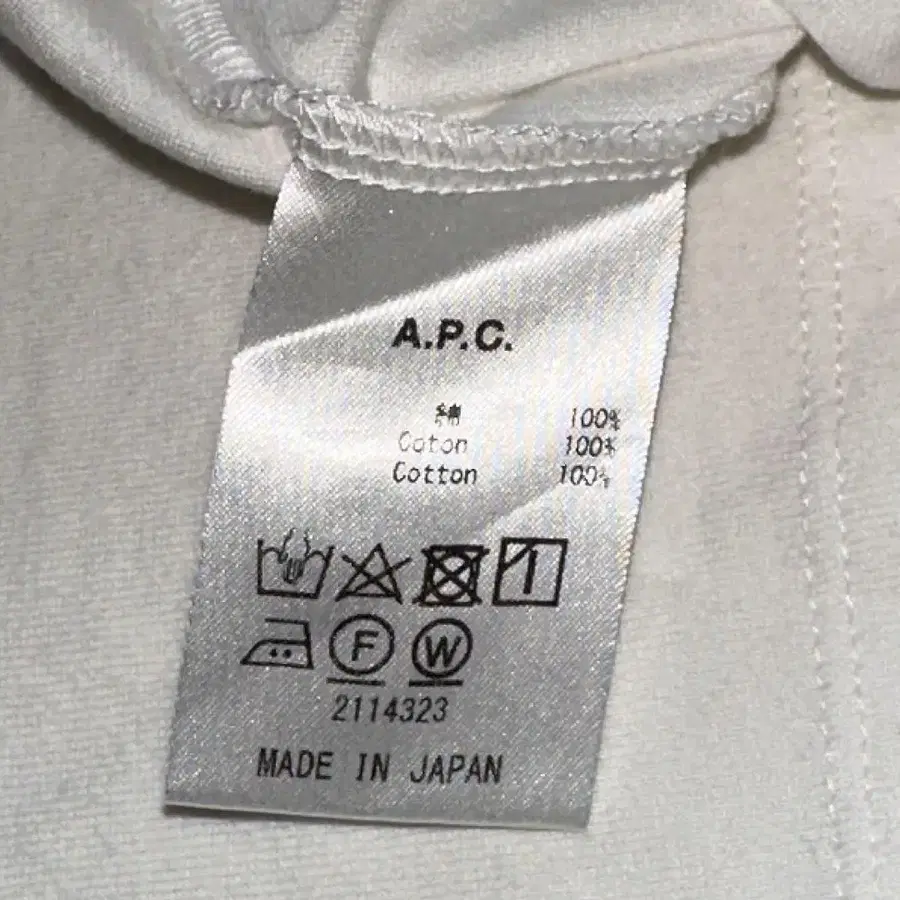 A.P.C.
綿 100%
Coton 100%
Cotton 100%
F W
2114323
MADE IN JAPAN